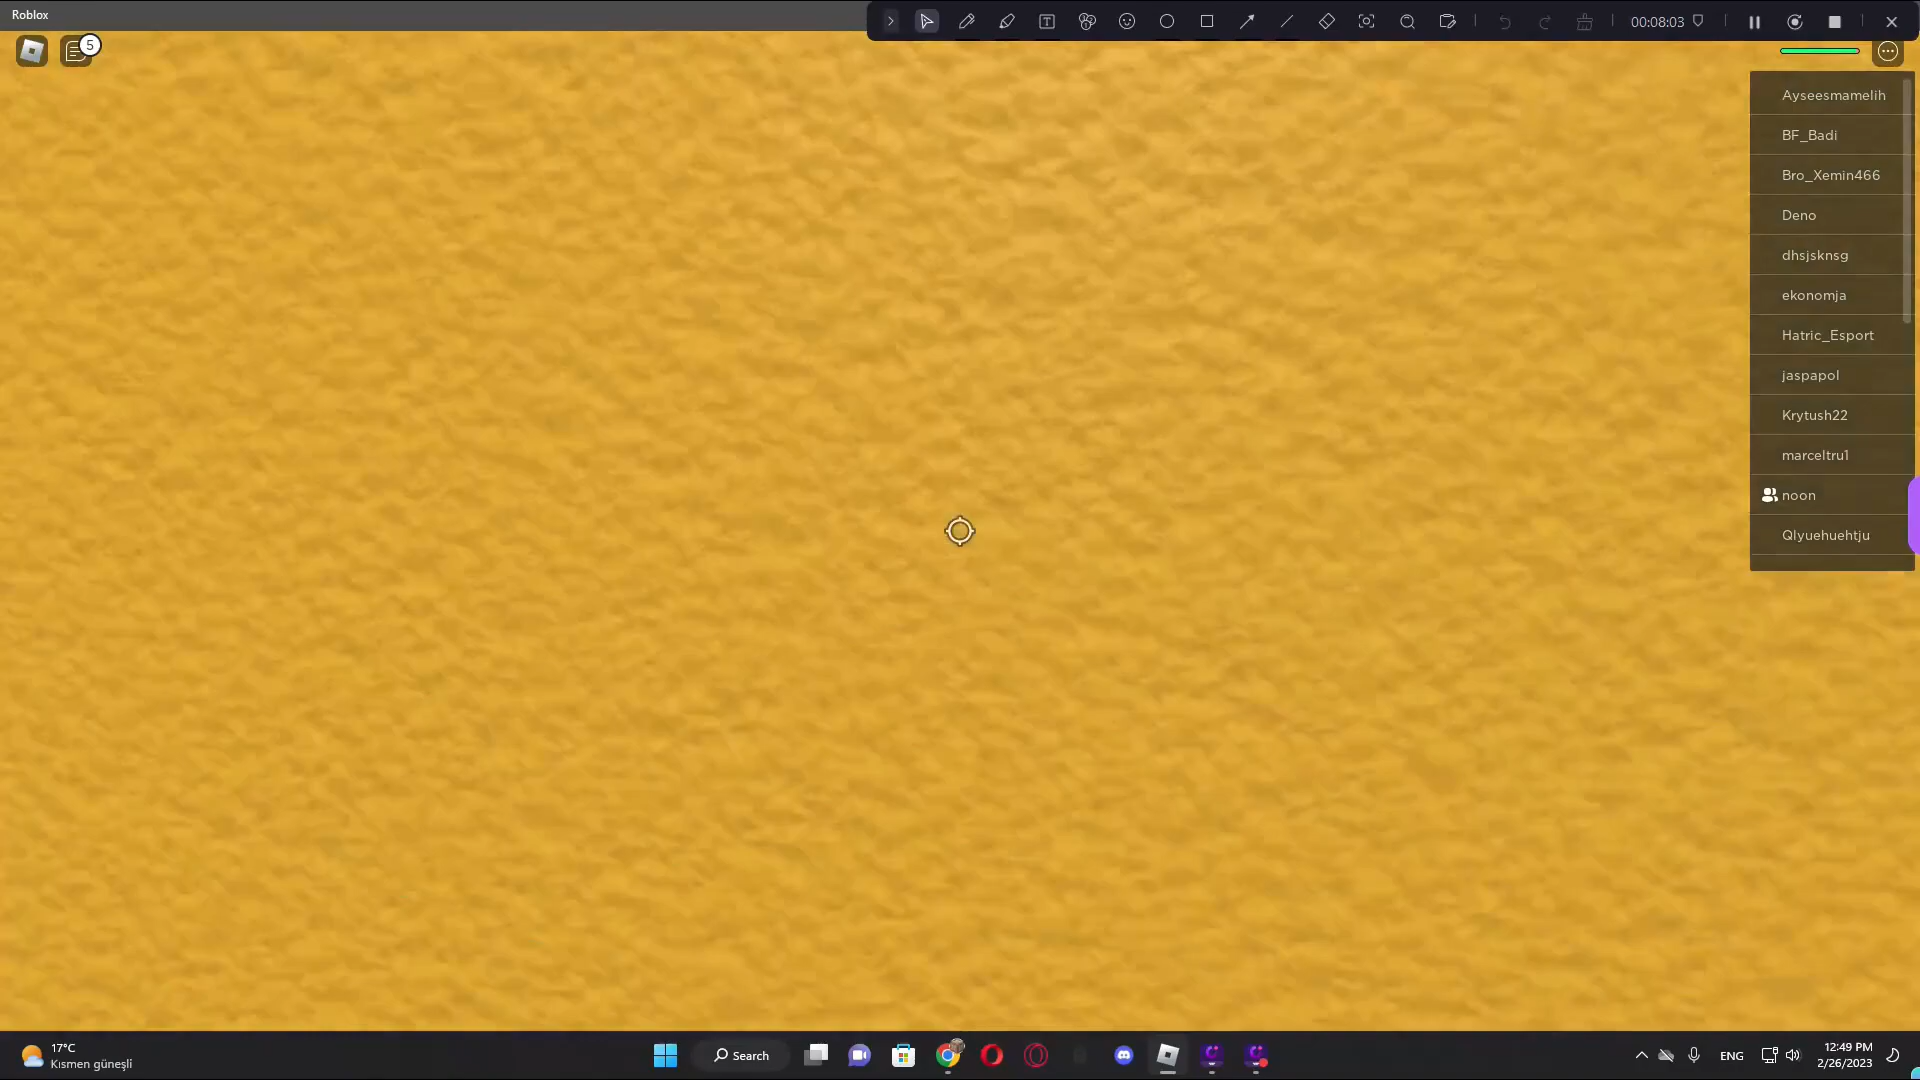 Roblox
00:08:03
5
Ayseesmamelih
BF_Badi
Bro_Xemin466
Deno
dhsjsknsg
ekonomja
Hatric_Esport
jaspapol
Krytush22
marceltru1
noon
Qlyuehuehtju
17°C
Kısmen güneşli
Search
ENG
12:49 PM
2/26/2023